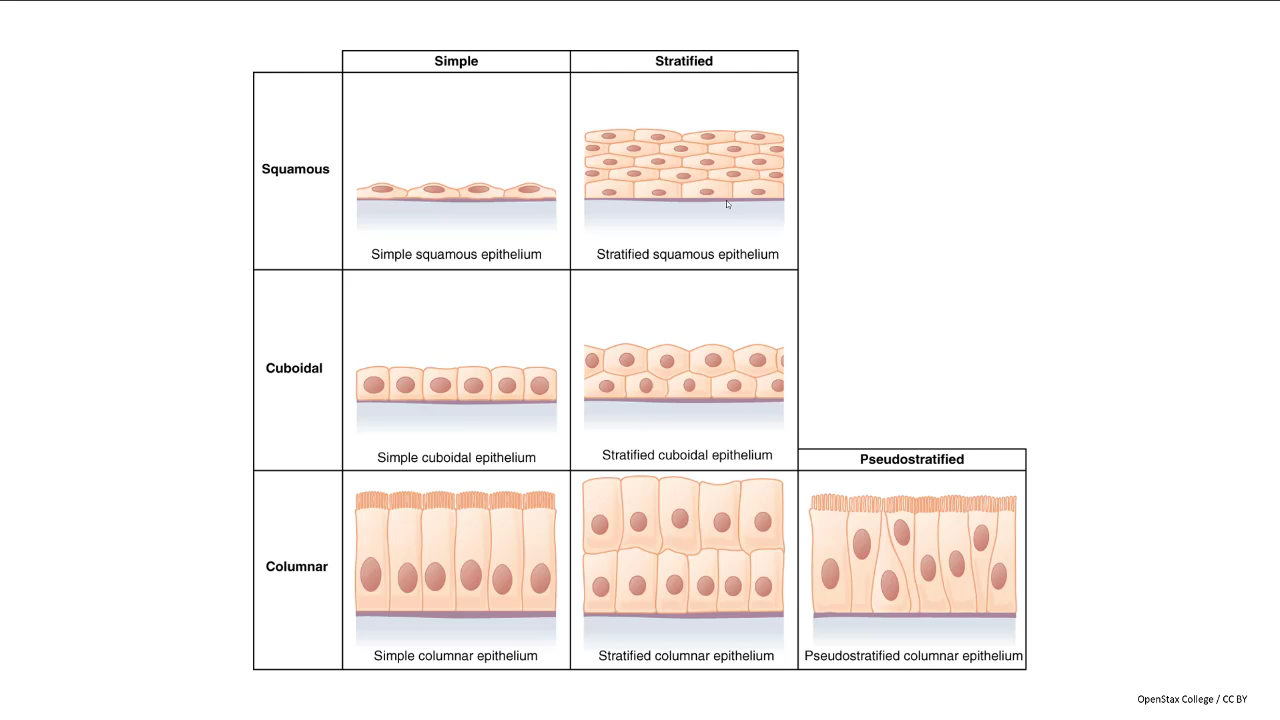 Simple
Stratified
Squamous
Simple squamous epithelium
Stratified squamous epithelium
Cuboidal
Simple cuboidal epithelium
Stratified cuboidal epithelium
Pseudostratified
Columnar
Simple columnar epithelium
Stratified columnar epithelium
Pseudostratified columnar epithelium
OpenStax College / CC BY